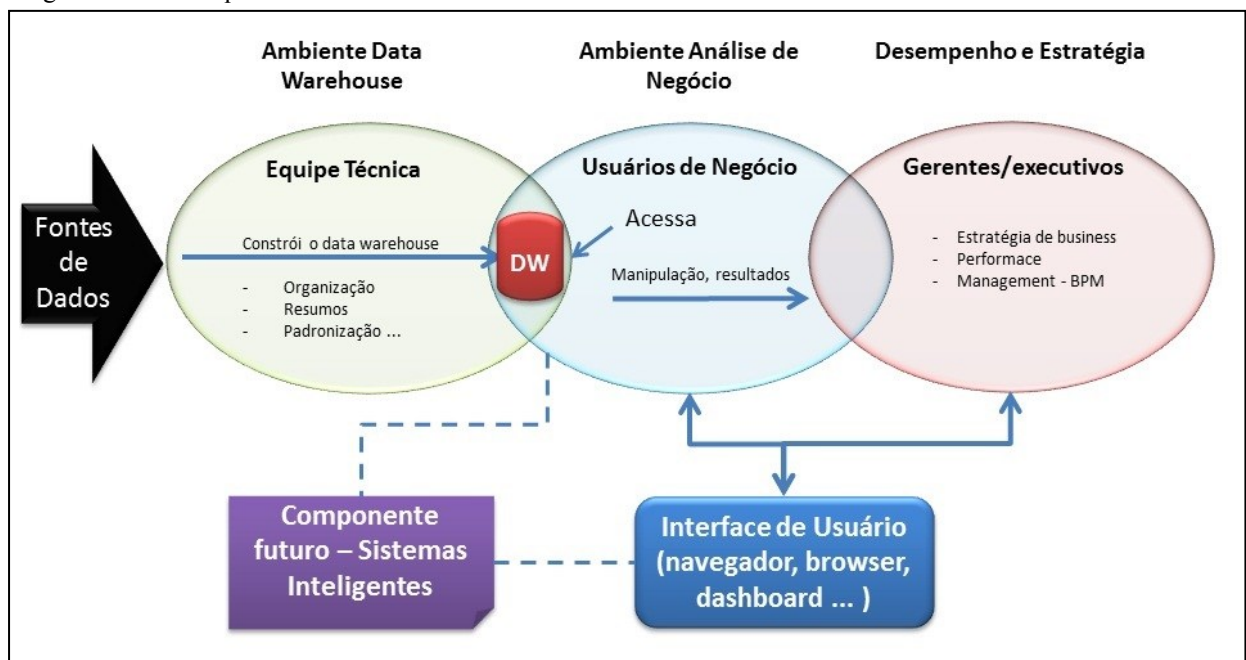 Ambiente Data
Warehouse
Ambiente Análise de
Negócio
Desempenho e Estratégia
Equipe Técnica
Usuários de Negócio
Gerentes/executivos
Fontes
de
Dados
Constrói o data warehouse
- Organização
- Resumos
- Padronização ...
DW
Acessa
Manipulação, resultados
- Estratégia de business
- Performace
- Management - BPM
Componente
futuro – Sistemas
Inteligentes
Interface de Usuário
(navegador, browser,
dashboard ... )